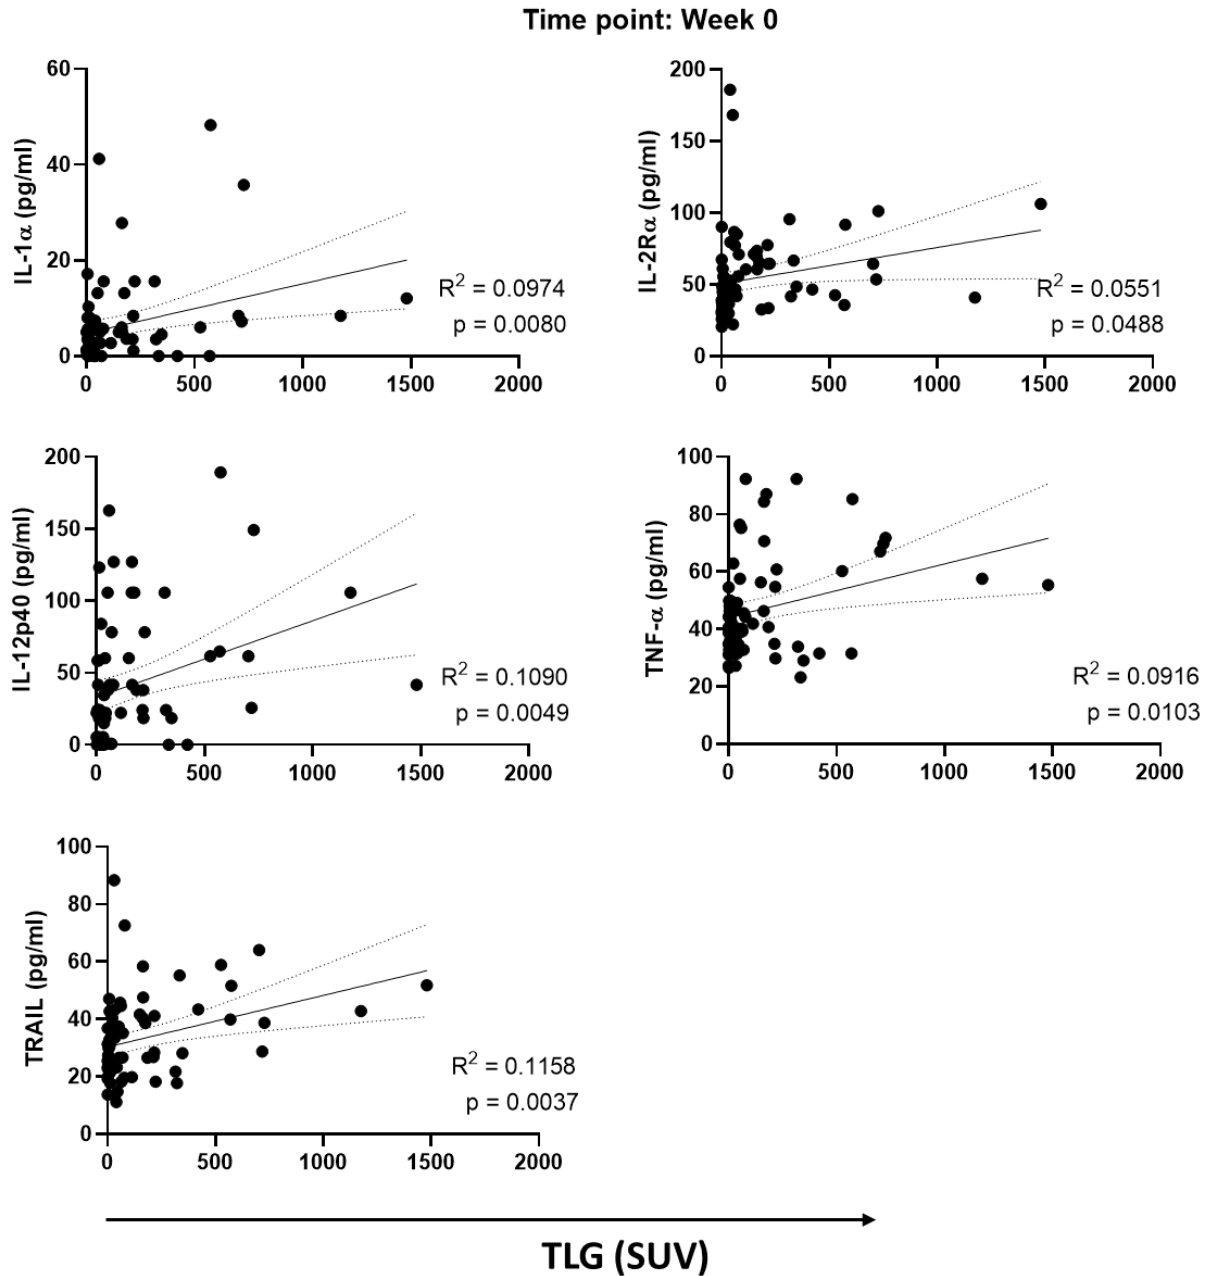 Time point: Week 0
IL-1α (pg/ml)
60
40
20
0
0 500 1000 1500 2000
R² = 0.0974
p = 0.0080
IL-2Rα (pg/ml)
200
150
100
50
0
0 500 1000 1500 2000
R² = 0.0551
p = 0.0488
IL-12p40 (pg/ml)
200
150
100
50
0
0 500 1000 1500 2000
R² = 0.1090
p = 0.0049
TNF-α (pg/ml)
100
80
60
40
20
0
0 500 1000 1500 2000
R² = 0.0916
p = 0.0103
TRAIL (pg/ml)
100
80
60
40
20
0
0 500 1000 1500 2000
R² = 0.1158
p = 0.0037
TLG (SUV)